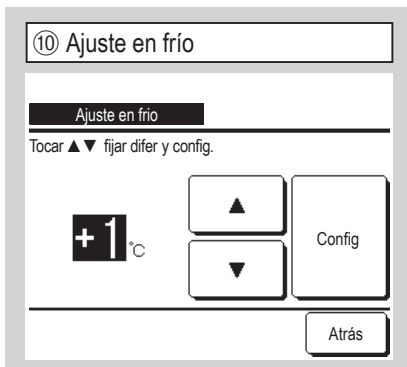 ⑩ Ajuste en frío
Ajuste en frio
Tocar ▲▼ fijar difer y config.
▲
+1 °C
Config
▼
Atrás